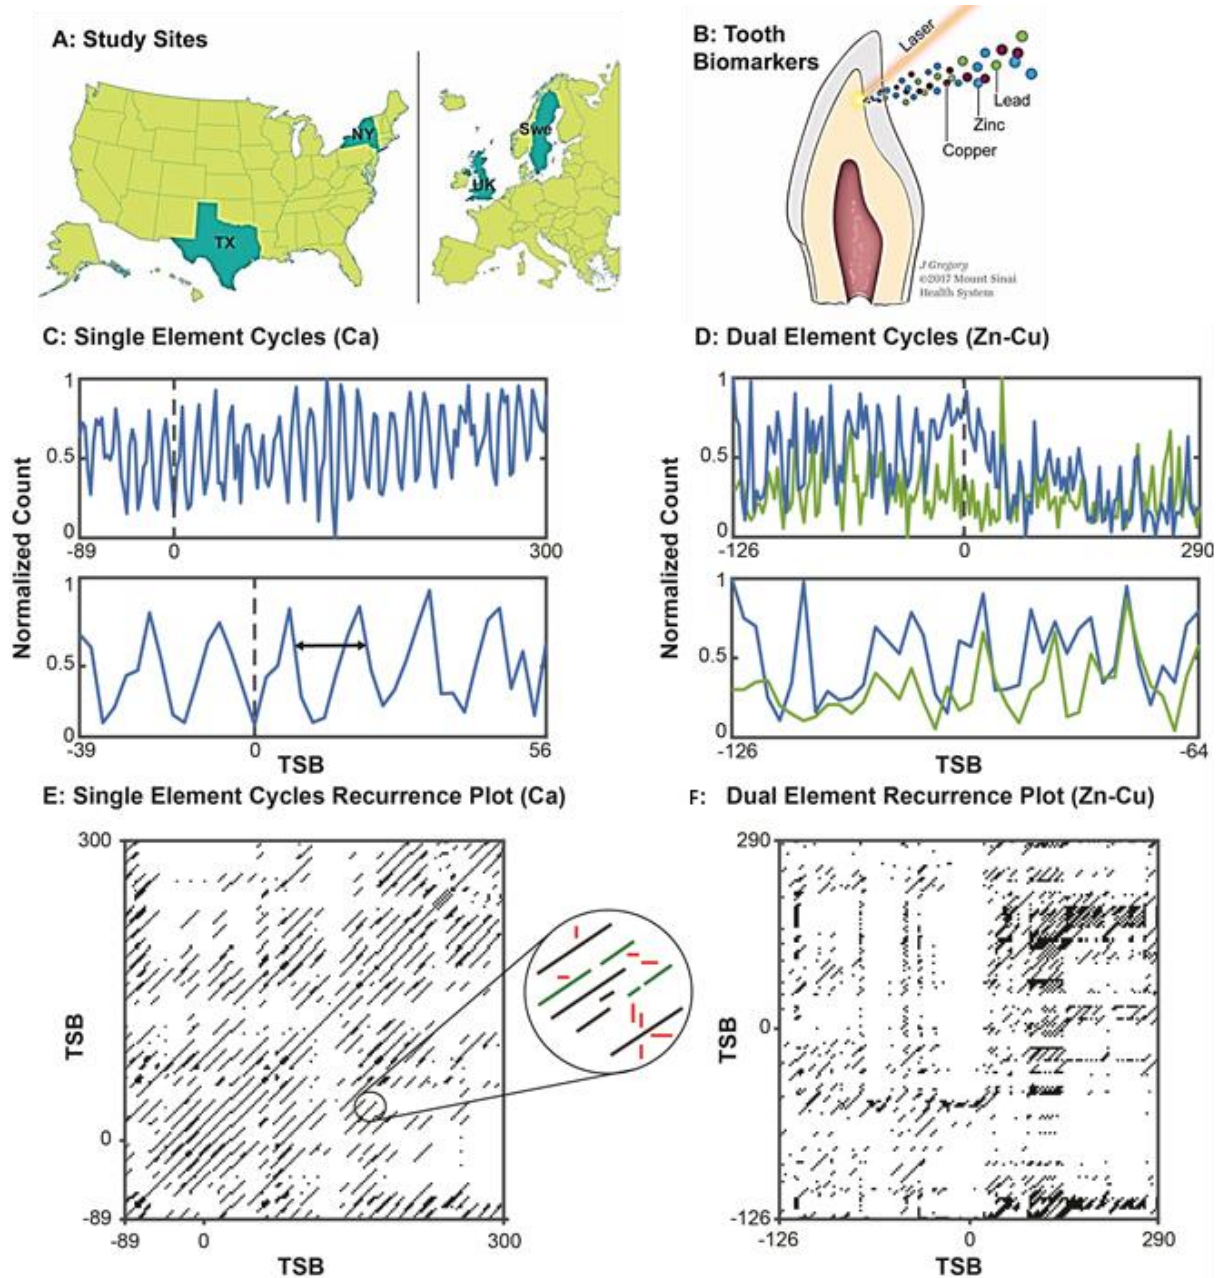 A: Study Sites
NY
TX
Swe
UK
B: Tooth
Biomarkers
Laser
Lead
Zinc
Copper
J Gregory
©2017 Mount Sinai
Health System
C: Single Element Cycles (Ca)
Normalized Count
1
0.5
0
-89
0
300
1
0.5
0
-39
0
56
TSB
D: Dual Element Cycles (Zn-Cu)
Normalized Count
1
0.5
0
-126
0
290
1
0.5
0
-126
-64
TSB
E: Single Element Cycles Recurrence Plot (Ca)
300
TSB
0
-89
-89
0
300
TSB
F: Dual Element Recurrence Plot (Zn-Cu)
290
TSB
0
-126
-126
0
290
TSB